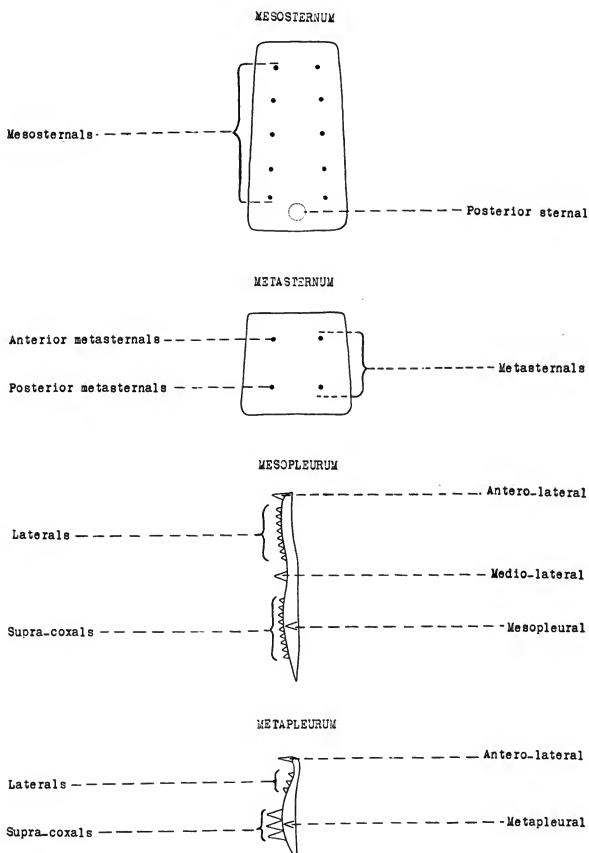 MESOSTERNUM
Mesosternals
Posterior sternal
METASTERNUM
Anterior metasternals
Metasternals
Posterior metasternals
MESOPLEURUM
Antero-lateral
Laterals
Medio-lateral
Supra-coxals
Mesopleural
METAPLEURUM
Antero-lateral
Laterals
Metapleural
Supra-coxals